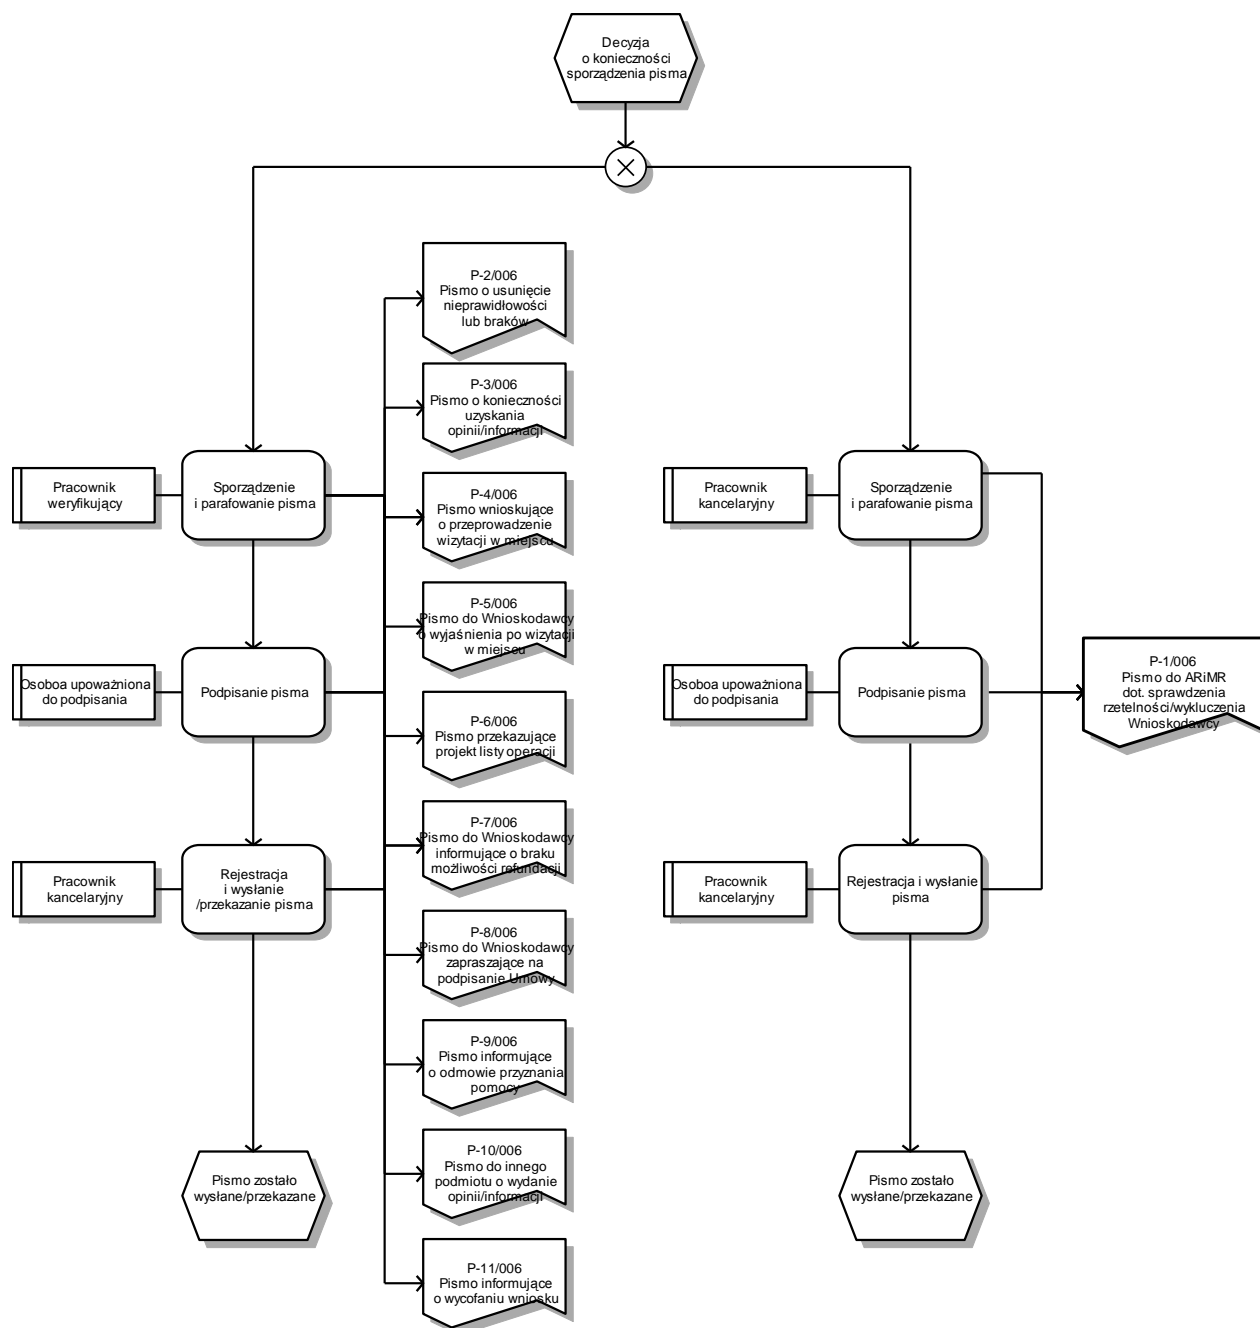 Decyzja
o konieczności
sporządzenia pisma
P-2/006
Pismo o usunięcie
nieprawidłowości
lub braków
P-3/006
Pismo o konieczności
uzyskania
opinii/informacji
Pracownik
weryfikujący
Sporządzenie
i parafowanie pisma
P-4/006
Pismo wnioskujące
o przeprowadzenie
wizytacji w miejscu
Pracownik
kancelaryjny
Sporządzenie
i parafowanie pisma
P-5/006
Pismo do Wnioskodawcy
o wyjaśnienia po wizytacji
w miejscu
Osoboa upoważniona
do podpisania
Podpisanie pisma
P-6/006
Pismo przekazujące
projekt listy operacji
Osoboa upoważniona
do podpisania
Podpisanie pisma
P-1/006
Pismo do ARiMR
dot. sprawdzenia
rzetelności/wykluczenia
Wnioskodawcy
P-7/006
Pismo do Wnioskodawcy
informujące o braku
możliwości refundacji
Pracownik
kancelaryjny
Rejestracja
i wysłanie
/przekazanie pisma
Pracownik
kancelaryjny
Rejestracja i wysłanie
pisma
P-8/006
Pismo do Wnioskodawcy
zapraszające na
podpisanie Umowy
P-9/006
Pismo informujące
o odmowie przyznania
pomocy
P-10/006
Pismo do innego
podmiotu o wydanie
opinii/informacji
Pismo zostało
wysłane/przekazane
Pismo zostało
wysłane/przekazane
P-11/006
Pismo informujące
o wycofaniu wniosku